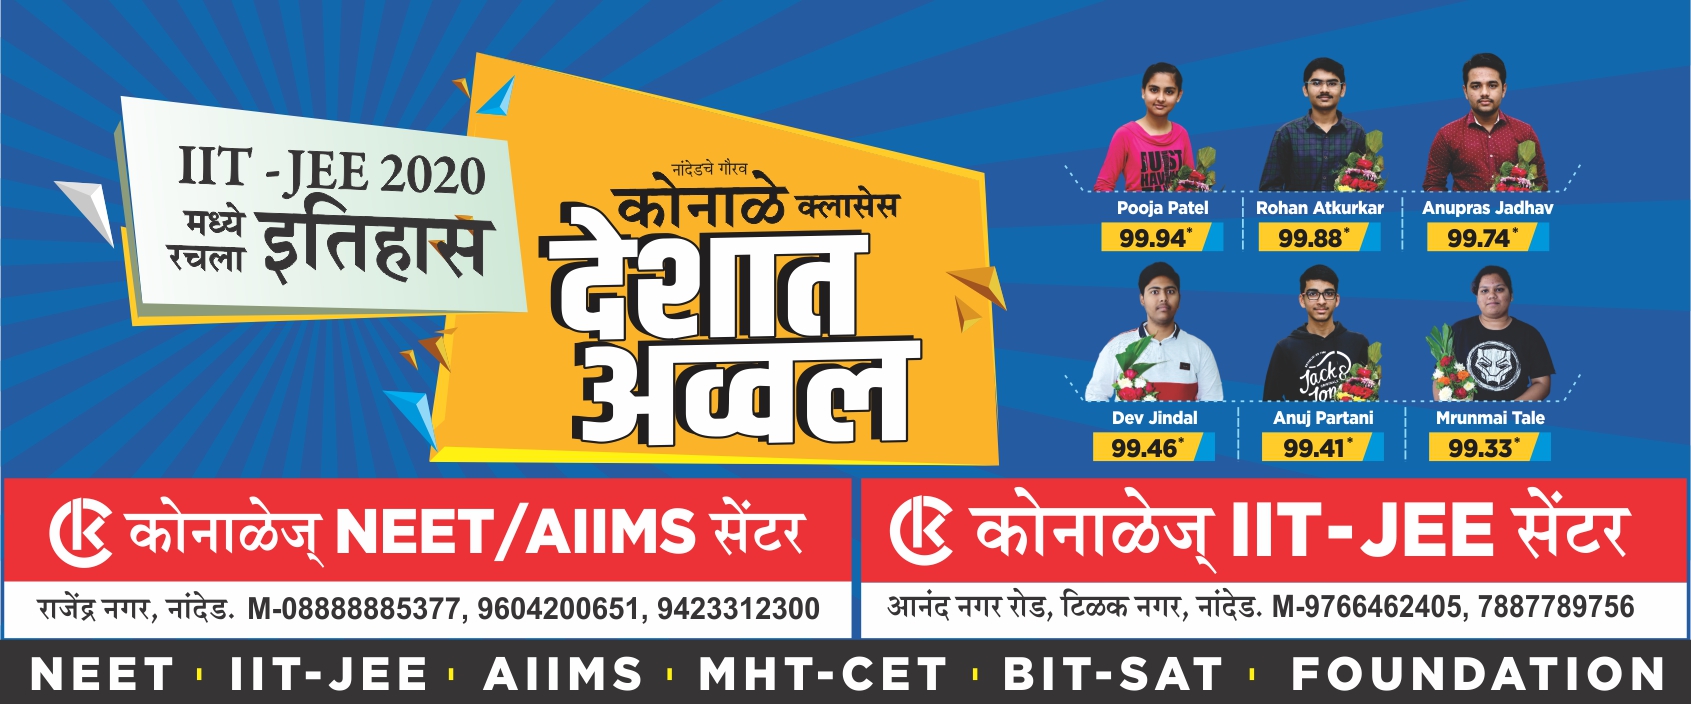 IIT -JEE 2020
मध्ये
रचला
इतिहास
नांदेडचे गौरव
कोनाळे क्लासेस
देशात
अव्वल
Pooja Patel
99.94*
Rohan Atkurkar
99.88*
Anupras Jadhav
99.74*
Dev Jindal
99.46*
Anuj Partani
99.41*
Mrunmai Tale
99.33*
कोनाळेज् NEET/AIIMS सेंटर
राजेंद्र नगर, नांदेड. M-08888885377, 9604200651, 9423312300
कोनाळेज् IIT-JEE सेंटर
आनंद नगर रोड, टिळक नगर, नांदेड. M-9766462405, 7887789756
NEET | IIT-JEE | AIIMS | MHT-CET | BIT-SAT | FOUNDATION